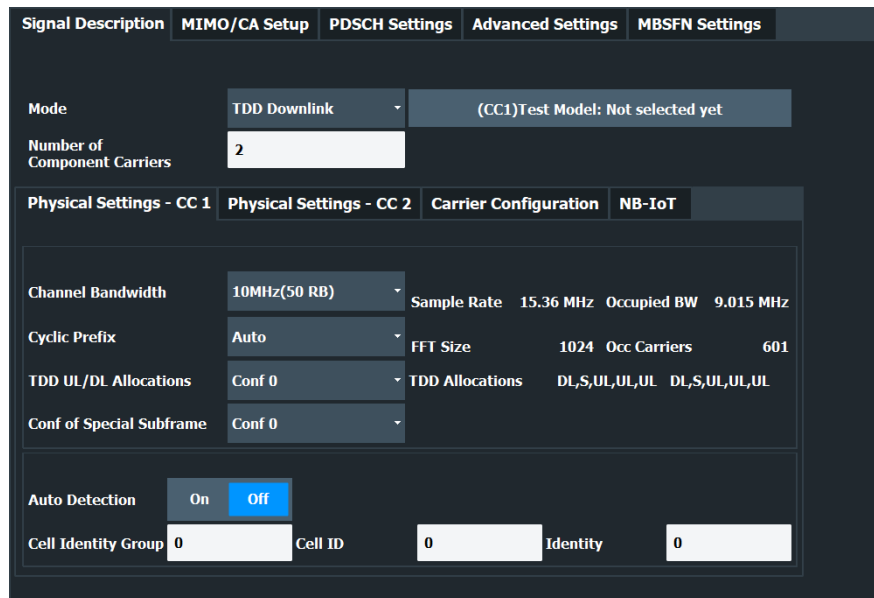 Signal Description MIMO/CA Setup PDSCH Settings Advanced Settings MBSFN Settings
Mode TDD Downlink (CC1)Test Model: Not selected yet
Number of
Component Carriers 2
Physical Settings - CC 1 Physical Settings - CC 2 Carrier Configuration NB-IoT
Channel Bandwidth 10MHz(50 RB) Sample Rate 15.36 MHz Occupied BW 9.015 MHz
Cyclic Prefix Auto FFT Size 1024 Occ Carriers 601
TDD UL/DL Allocations Conf 0 TDD Allocations DL,S,UL,UL,UL DL,S,UL,UL,UL
Conf of Special Subframe Conf 0
Auto Detection On Off
Cell Identity Group 0 Cell ID 0 Identity 0